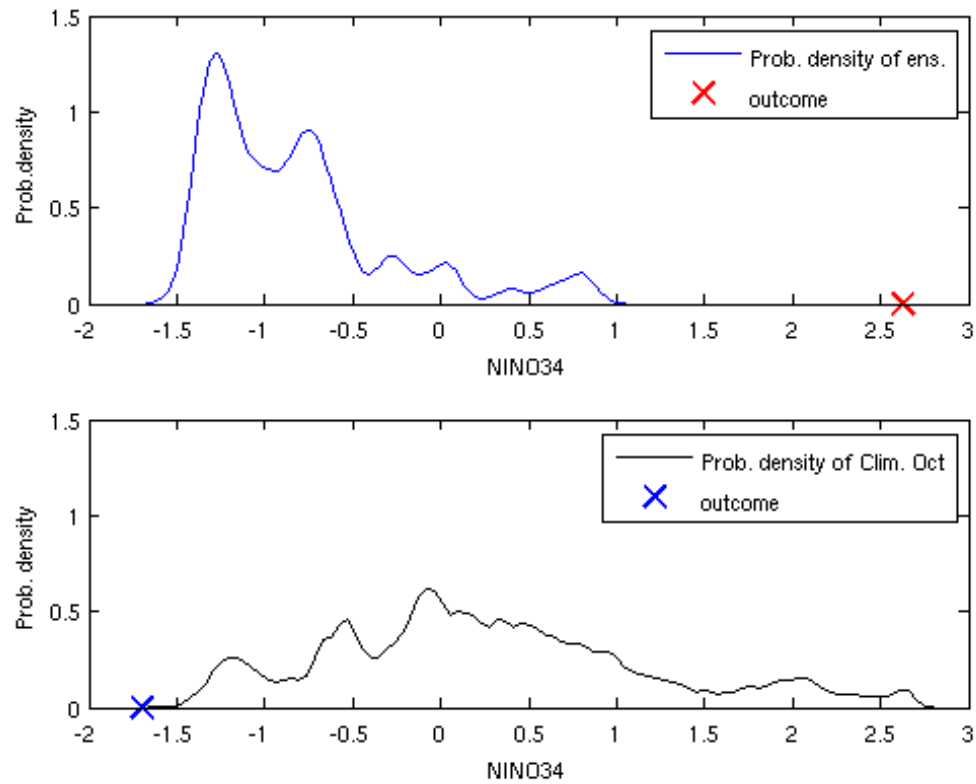 1.5
Prob. density of ens.
outcome
1
Prob.density
0.5
0
-2 -1.5 -1 -0.5 0 0.5 1 1.5 2 2.5 3
NINO34
1.5
Prob. density of Clim. Oct
outcome
1
Prob. density
0.5
0
-2 -1.5 -1 -0.5 0 0.5 1 1.5 2 2.5 3
NINO34